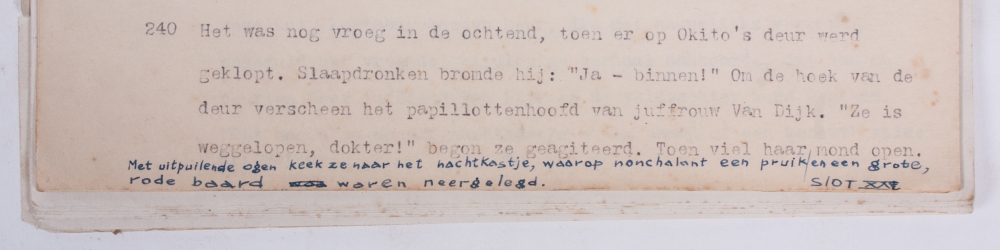 240 Het was nog vroeg in de ochtend, toen er op Okito's deur werd
geklopt. Slaapdronken bromde hij: "Ja - binnen!" Om de hoek van de
deur verscheen het papillottenhoofd van juffrouw Van Dijk. "Ze is
weggelopen, dokter!" begon ze geagiteerd. Toen viel haar mond open.
Met uitpuilende ogen keek ze naar het nachtkastje, waarop nonchalant een pruik en een grote,
rode baard waren neergelegd. SLOT